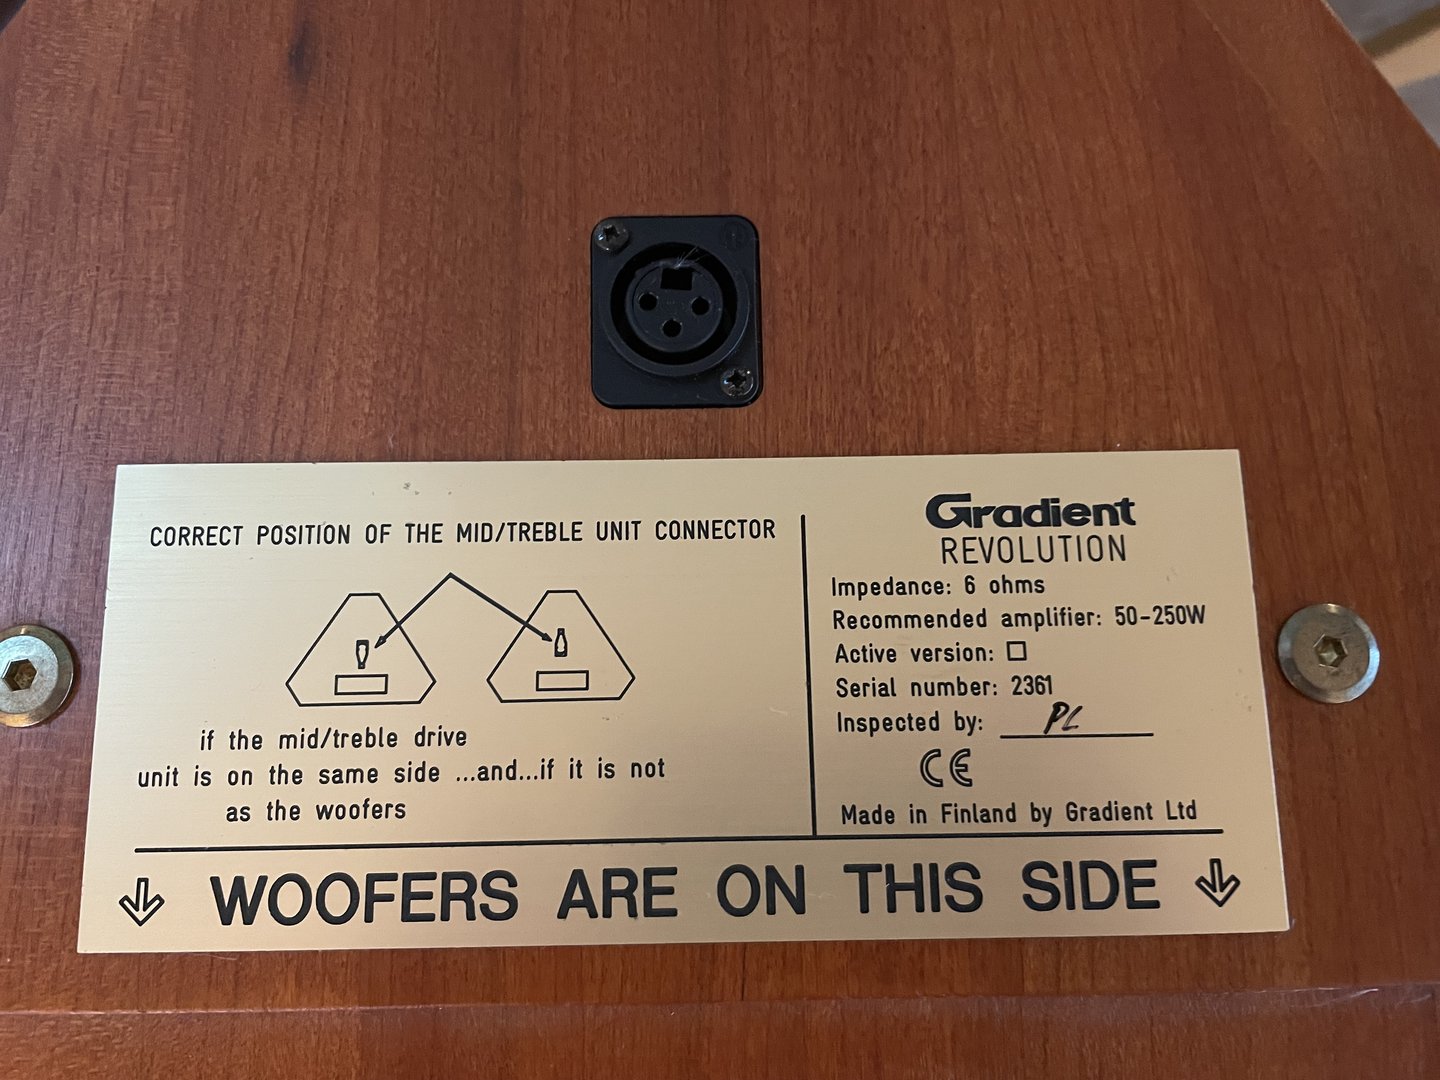 CORRECT POSITION OF THE MID/TREBLE UNIT CONNECTOR
if the mid/treble drive
unit is on the same side ...and...if it is not
as the woofers
Gradient
REVOLUTION
Impedance: 6 ohms
Recommended amplifier: 50-250W
Active version: □
Serial number: 2361
Inspected by: PL
CE
Made in Finland by Gradient Ltd
WOOFERS ARE ON THIS SIDE